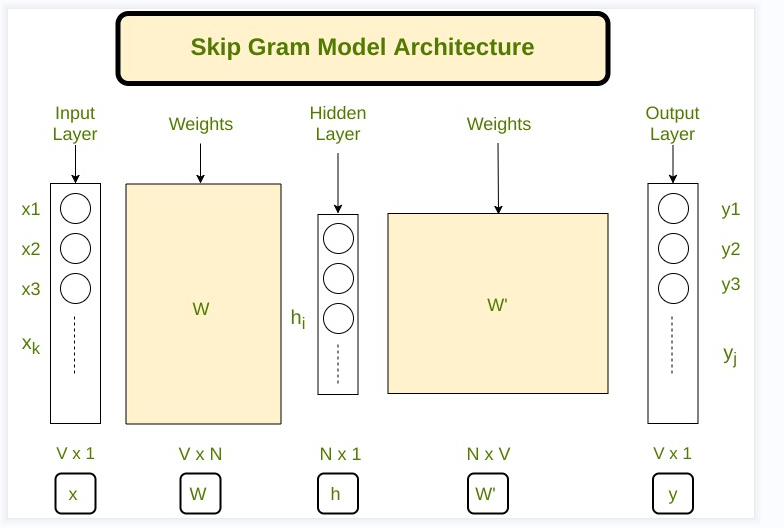 Skip Gram Model Architecture
Input
Layer
Weights
Hidden
Layer
Weights
Output
Layer
x1
x2
x3
xk
W
hi
W'
y1
y2
y3
yj
V x 1
V x N
N x 1
N x V
V x 1
x
W
h
W'
y